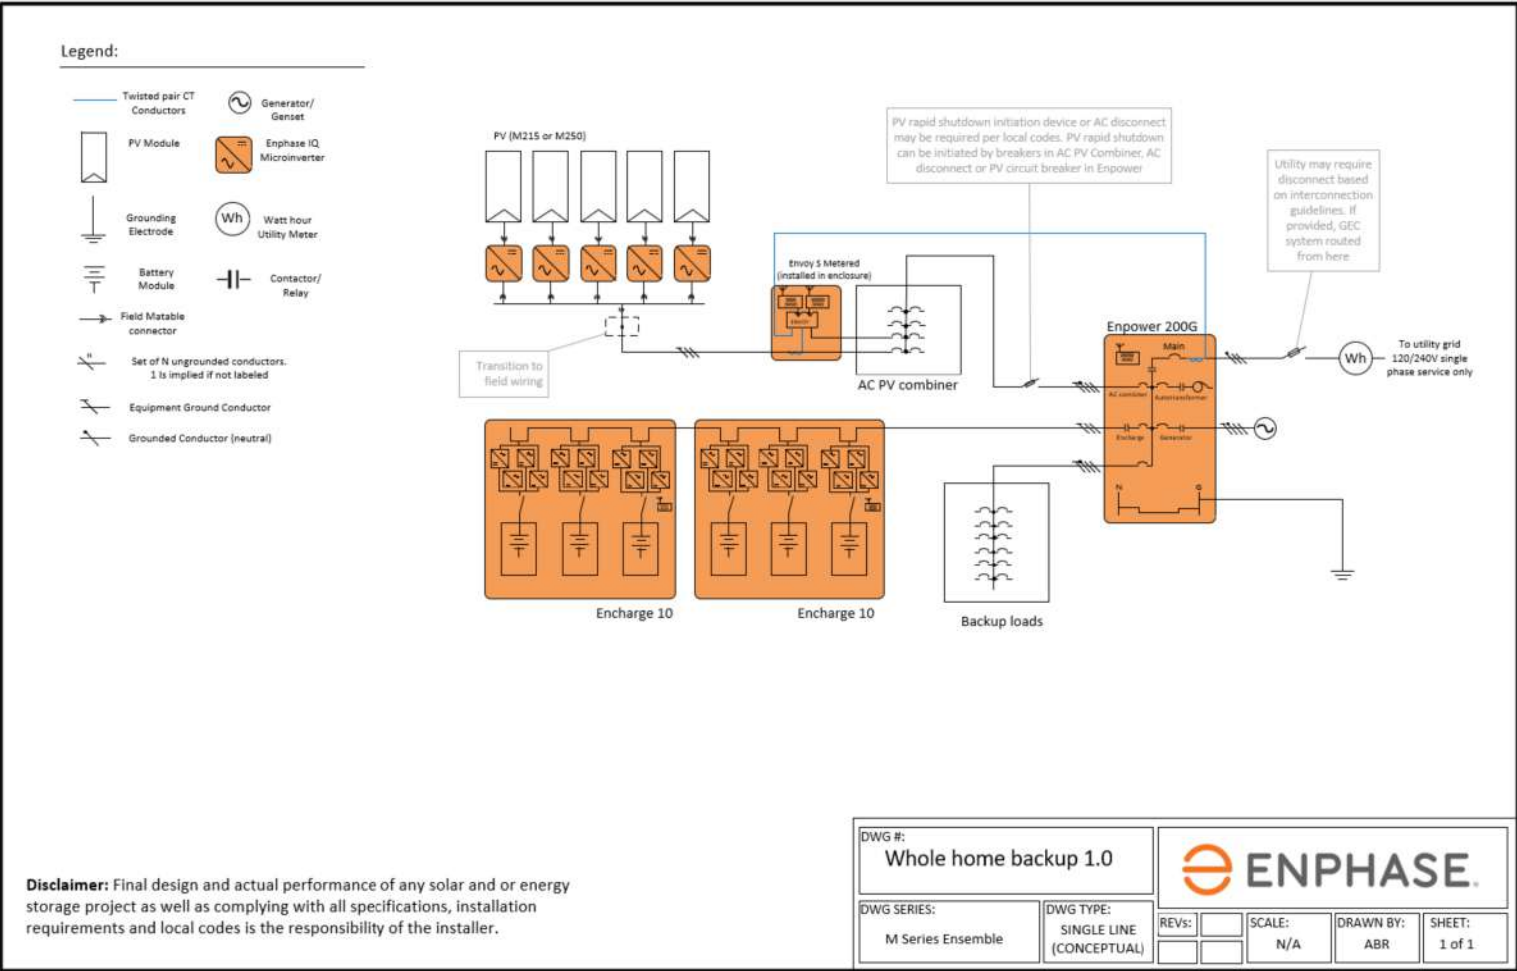 Legend:
Twisted pair CT
Conductors
Generator/
Genset
PV Module
Enphase IQ
Microinverter
Grounding
Electrode
Wh
Watt hour
Utility Meter
Battery
Module
Contactor/
Relay
Field Matable
connector
N
Set of N ungrounded conductors.
1 Is implied if not labeled
Equipment Ground Conductor
Grounded Conductor (neutral)
PV (M215 or M250)
PV rapid shutdown initiation device or AC disconnect
may be required per local codes. PV rapid shutdown
can be initiated by breakers in AC PV Combiner, AC
disconnect or PV circuit breaker in Enpower
Utility may require
disconnect based
on interconnection
guidelines. If
provided, GEC
system routed
from here
Envoy S Metered
(installed in enclosure)
Transition to
field wiring
AC PV combiner
Enpower 200G
Main
AC combiner
Autotransformer
Encharge
Generator
N
G
Wh
To utility grid
120/240V single
phase service only
Encharge 10
Encharge 10
Backup loads
Disclaimer: Final design and actual performance of any solar and or energy
storage project as well as complying with all specifications, installation
requirements and local codes is the responsibility of the installer.
DWG #:
Whole home backup 1.0
ENPHASE.
DWG SERIES:
M Series Ensemble
DWG TYPE:
SINGLE LINE
(CONCEPTUAL)
REVs:
SCALE:
N/A
DRAWN BY:
ABR
SHEET:
1 of 1